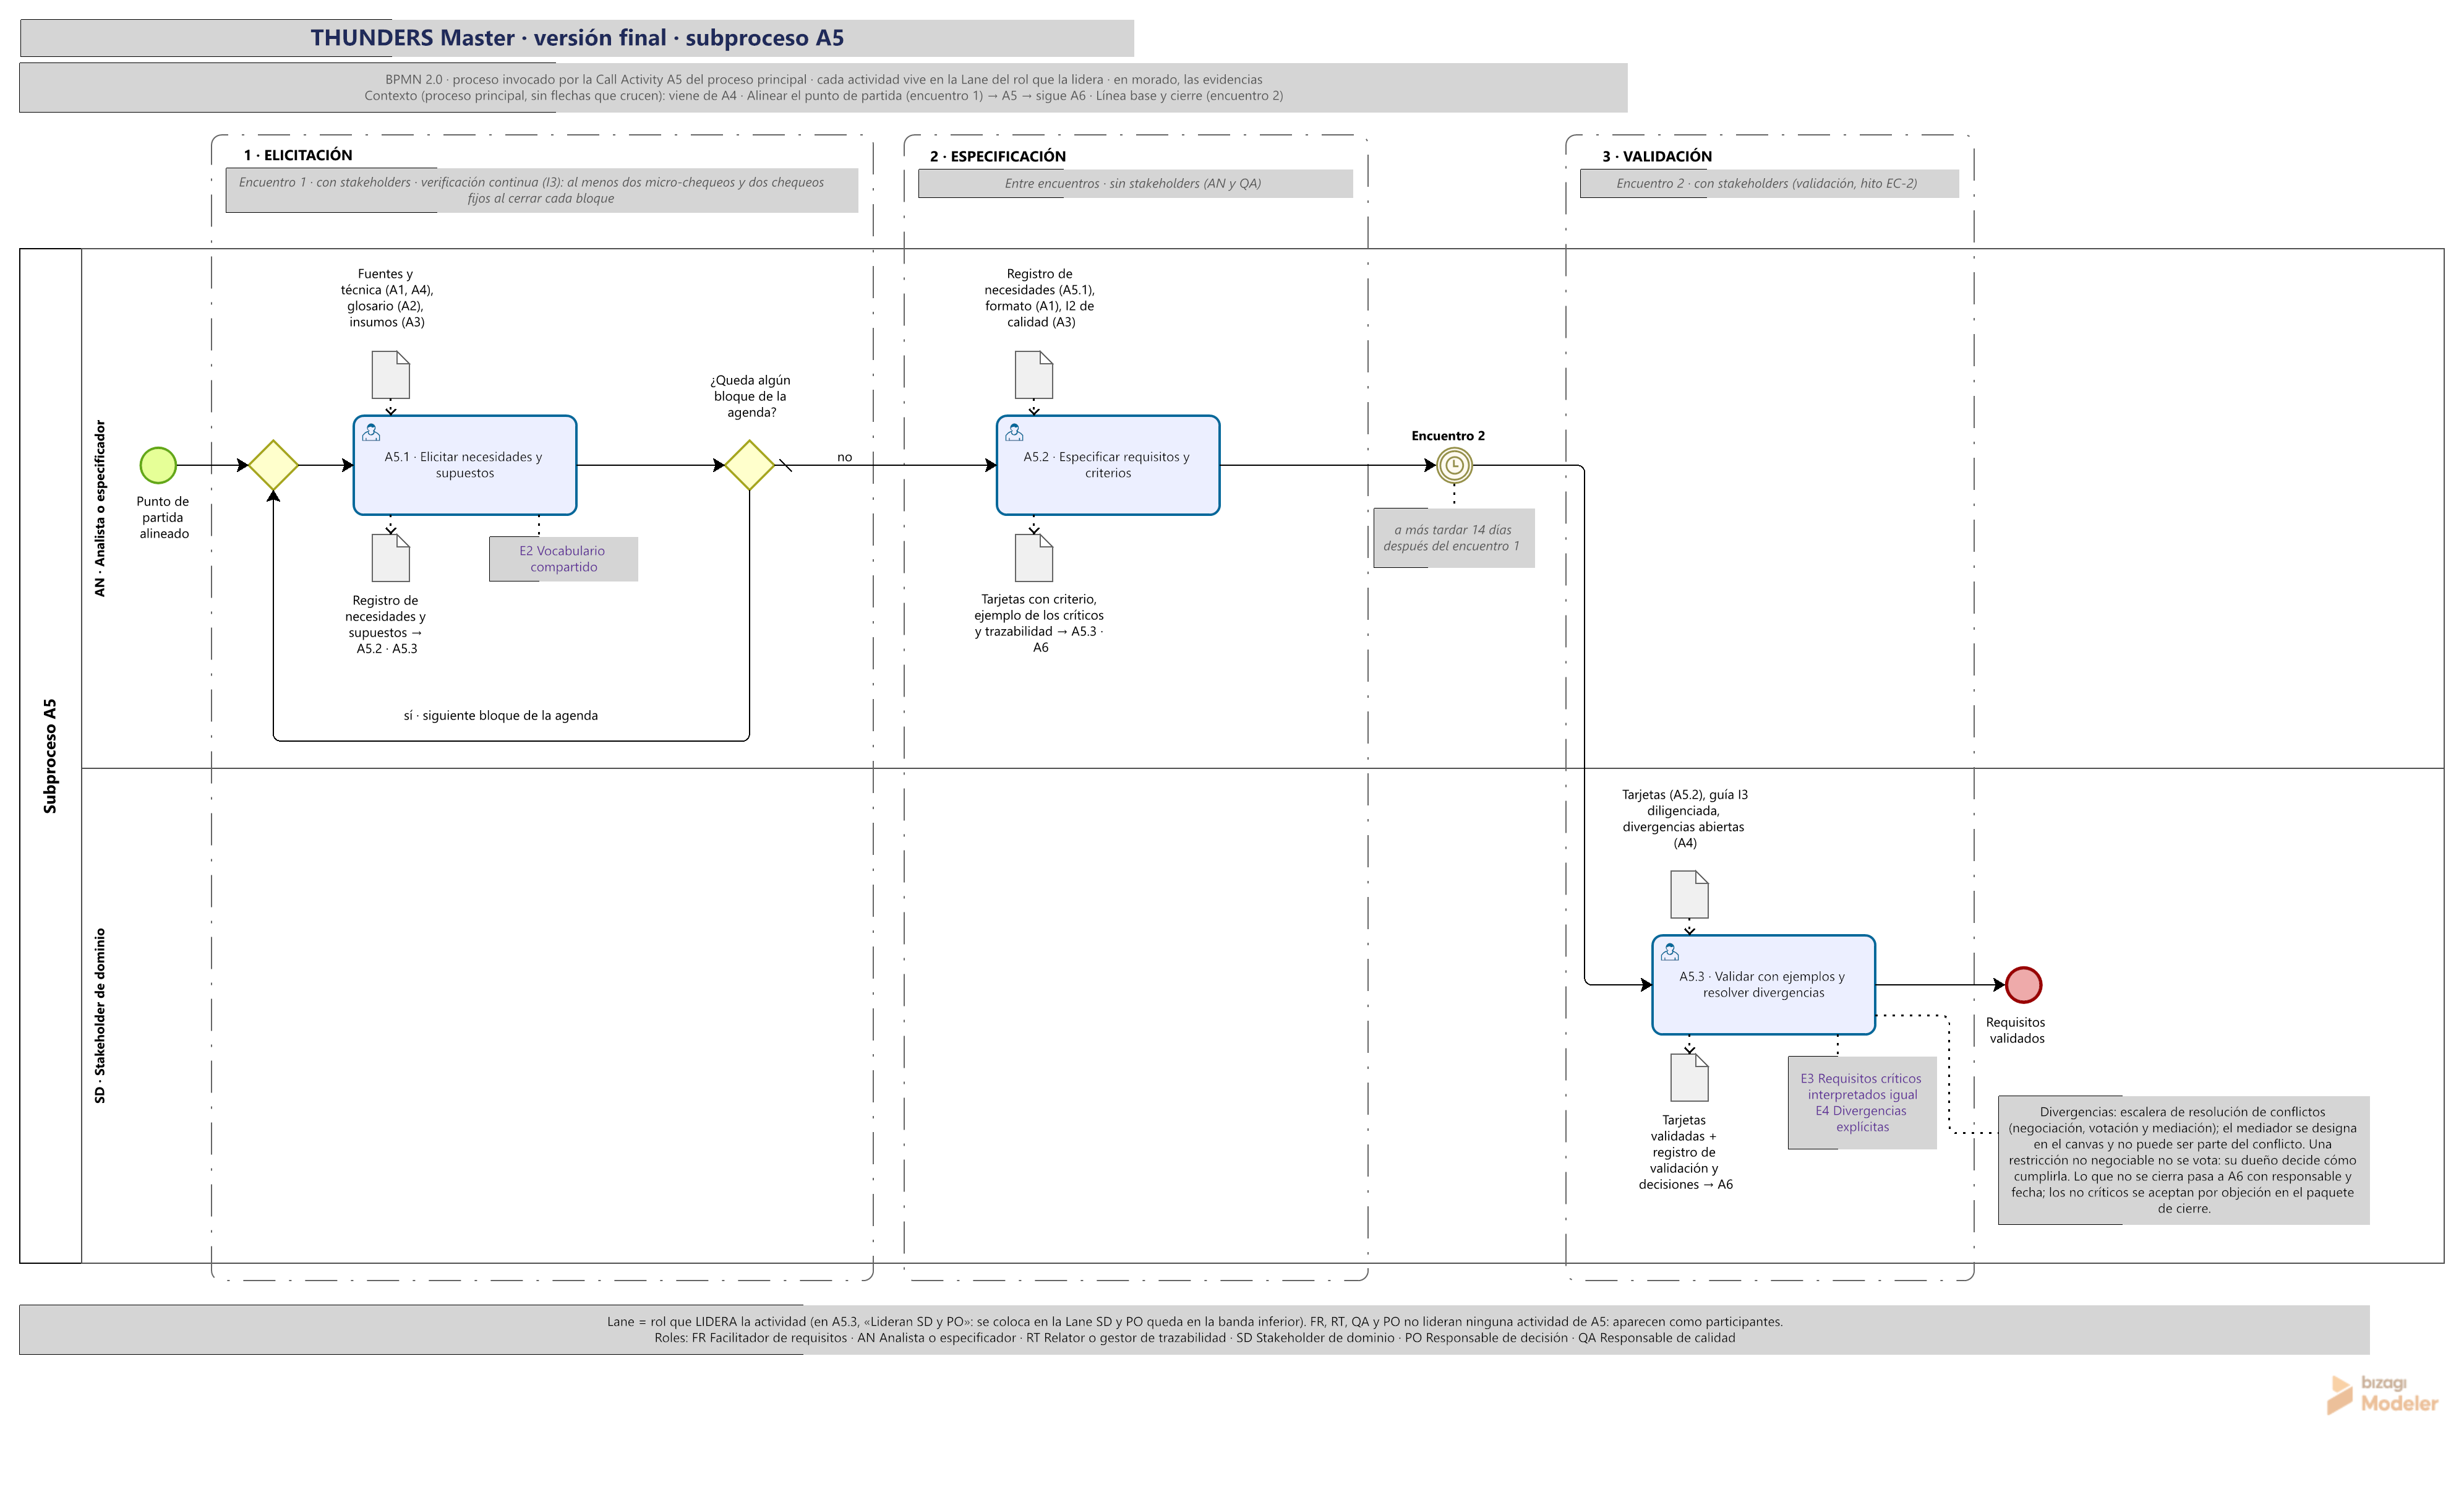 THUNDERS Master · versión final · subproceso A5
BPMN 2.0 · proceso invocado por la Call Activity A5 del proceso principal · cada actividad vive en la Lane del rol que la lidera · en morado, las evidencias
Contexto (proceso principal, sin flechas que crucen): viene de A4 · Alinear el punto de partida (encuentro 1) → A5 → sigue A6 · Línea base y cierre (encuentro 2)
1 · ELICITACIÓN
Encuentro 1 · con stakeholders · verificación continua (I3): al menos dos micro-chequeos y dos chequeos
fijos al cerrar cada bloque
2 · ESPECIFICACIÓN
Entre encuentros · sin stakeholders (AN y QA)
3 · VALIDACIÓN
Encuentro 2 · con stakeholders (validación, hito EC-2)
Subproceso A5
AN · Analista o especificador
Punto de
partida
alineado
Fuentes y
técnica (A1, A4),
glosario (A2),
insumos (A3)
A5.1 · Elicitar necesidades y
supuestos
E2 Vocabulario
compartido
Registro de
necesidades y
supuestos →
A5.2 · A5.3
¿Queda algún
bloque de la
agenda?
no
sí · siguiente bloque de la agenda
Registro de
necesidades (A5.1),
formato (A1), I2 de
calidad (A3)
A5.2 · Especificar requisitos y
criterios
Tarjetas con criterio,
ejemplo de los críticos
y trazabilidad → A5.3 ·
A6
Encuentro 2
a más tardar 14 días
después del encuentro 1
SD · Stakeholder de dominio
Tarjetas (A5.2), guía I3
diligenciada,
divergencias abiertas
(A4)
A5.3 · Validar con ejemplos y
resolver divergencias
Tarjetas
validadas +
registro de
validación y
decisiones → A6
E3 Requisitos críticos
interpretados igual
E4 Divergencias
explícitas
Requisitos
validados
Divergencias: escalera de resolución de conflictos
(negociación, votación y mediación); el mediador se designa
en el canvas y no puede ser parte del conflicto. Una
restricción no negociable no se vota: su dueño decide cómo
cumplirla. Lo que no se cierra pasa a A6 con responsable y
fecha; los no críticos se aceptan por objeción en el paquete
de cierre.
Lane = rol que LIDERA la actividad (en A5.3, «Lideran SD y PO»: se coloca en la Lane SD y PO queda en la banda inferior). FR, RT, QA y PO no lideran ninguna actividad de A5: aparecen como participantes.
Roles: FR Facilitador de requisitos · AN Analista o especificador · RT Relator o gestor de trazabilidad · SD Stakeholder de dominio · PO Responsable de decisión · QA Responsable de calidad
bizagi
Modeler